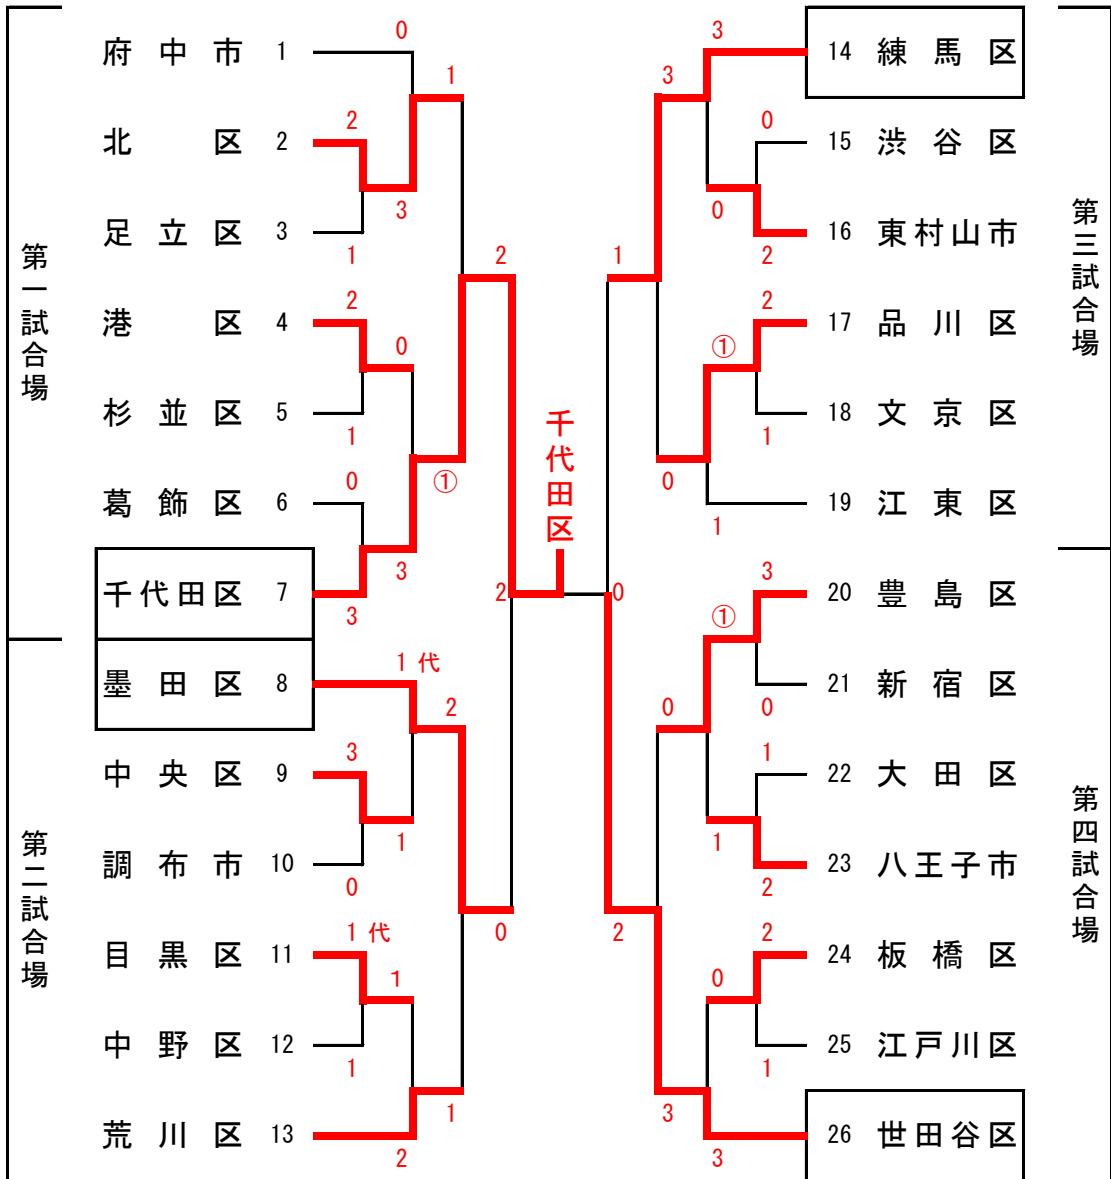 第一試合場
府中市 1
0
1
北区 2
2
3
足立区 3
1
港区 4
2
0
杉並区 5
1
葛飾区 6
0
①
千代田区 7
3
3
2
2
第二試合場
墨田区 8
1 代
2
中央区 9
3
1
調布市 10
0
目黒区 11
1 代
1
0
中野区 12
1
荒川区 13
2
1
千代田区
第三試合場
14 練馬区
3
3
15 渋谷区
0
0
16 東村山市
2
1
17 品川区
2
①
18 文京区
1
0
19 江東区
1
第四試合場
20 豊島区
3
①
0
21 新宿区
0
0
22 大田区
1
1
23 八王子市
2
24 板橋区
2
0
2
25 江戸川区
1
26 世田谷区
3
3